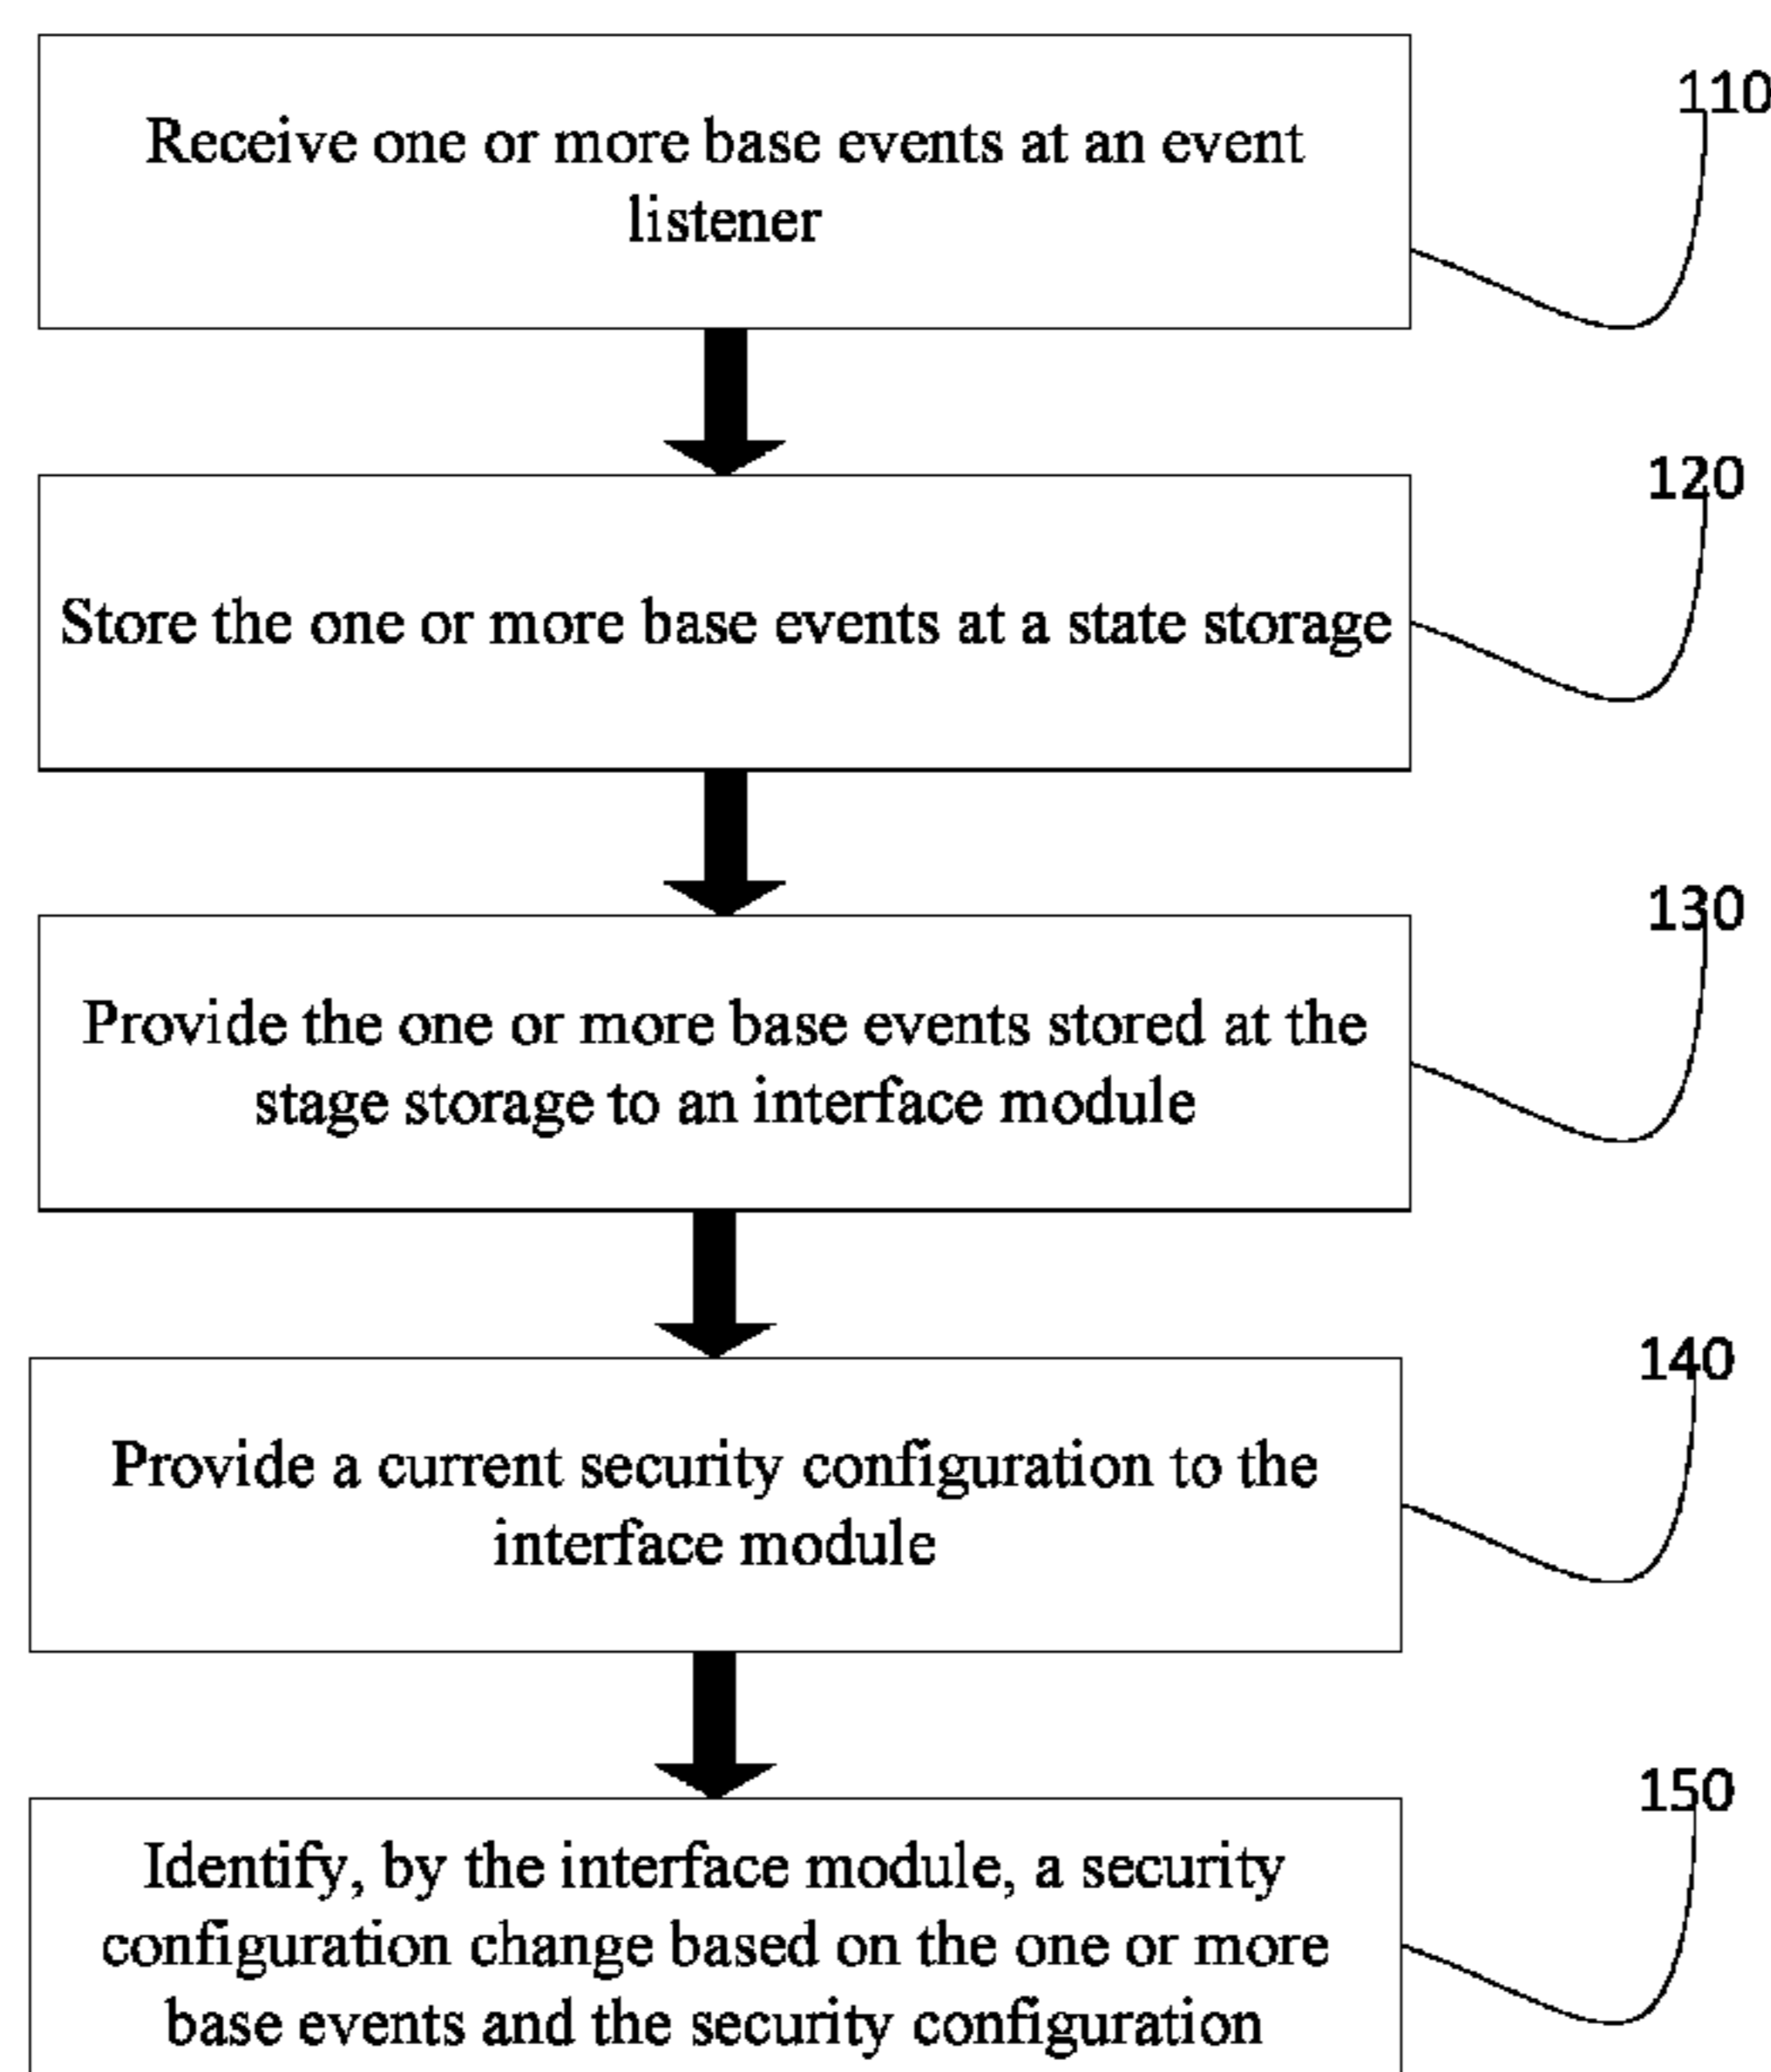 Receive one or more base events at an event
listener
110
Store the one or more base events at a state storage
120
Provide the one or more base events stored at the
stage storage to an interface module
130
Provide a current security configuration to the
interface module
140
Identify, by the interface module, a security
configuration change based on the one or more
base events and the security configuration
150